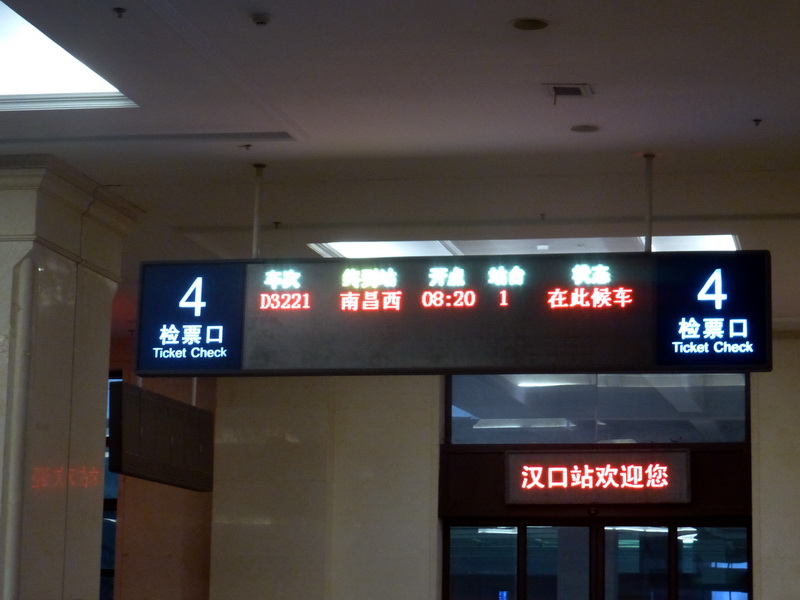 4
检票口
Ticket Check
车次 终到站 开点 站台 状态
D3221 南昌西 08:20 1 在此候车
4
检票口
Ticket Check
汉口站欢迎您